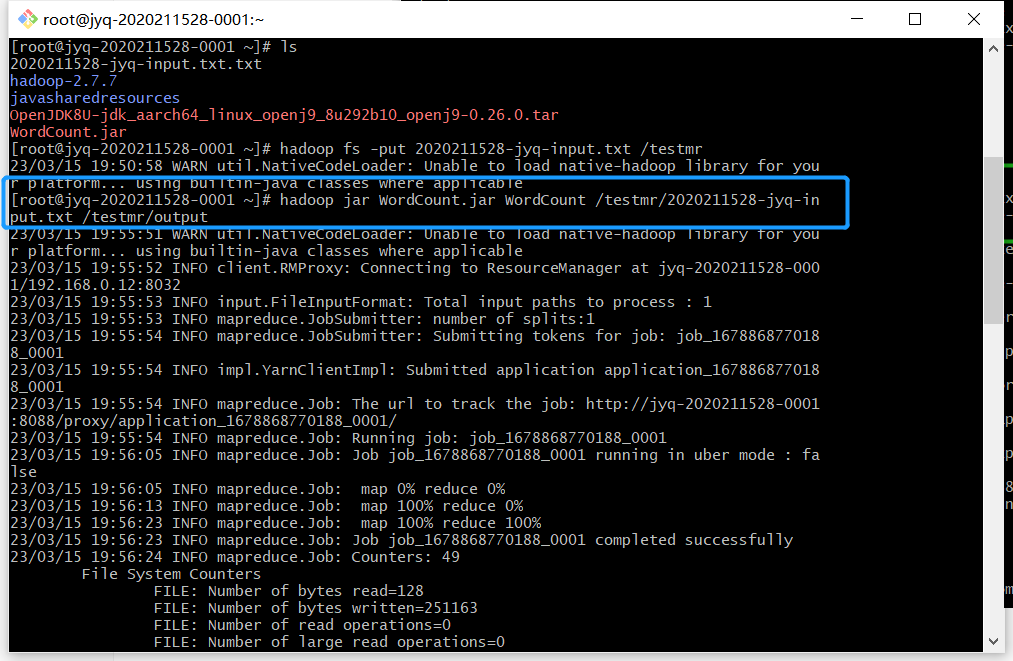 root@jyq-2020211528-0001:~
[root@jyq-2020211528-0001 ~]# ls
2020211528-jyq-input.txt.txt
hadoop-2.7.7
javasharedresources
OpenJDK8U-jdk_aarch64_linux_openj9_8u292b10_openj9-0.26.0.tar
WordCount.jar
[root@jyq-2020211528-0001 ~]# hadoop fs -put 2020211528-jyq-input.txt /testmr
23/03/15 19:50:58 WARN util.NativeCodeLoader: Unable to load native-hadoop library for you
r platform... using builtin-java classes where applicable
[root@jyq-2020211528-0001 ~]# hadoop jar WordCount.jar WordCount /testmr/2020211528-jyq-in
put.txt /testmr/output
23/03/15 19:55:51 WARN util.NativeCodeLoader: Unable to load native-hadoop library for you
r platform... using builtin-java classes where applicable
23/03/15 19:55:52 INFO client.RMProxy: Connecting to ResourceManager at jyq-2020211528-000
1/192.168.0.12:8032
23/03/15 19:55:53 INFO input.FileInputFormat: Total input paths to process : 1
23/03/15 19:55:53 INFO mapreduce.JobSubmitter: number of splits:1
23/03/15 19:55:54 INFO mapreduce.JobSubmitter: Submitting tokens for job: job_167886877018
8_0001
23/03/15 19:55:54 INFO impl.YarnClientImpl: Submitted application application_167886877018
8_0001
23/03/15 19:55:54 INFO mapreduce.Job: The url to track the job: http://jyq-2020211528-0001
:8088/proxy/application_1678868770188_0001/
23/03/15 19:55:54 INFO mapreduce.Job: Running job: job_1678868770188_0001
23/03/15 19:56:05 INFO mapreduce.Job: Job job_1678868770188_0001 running in uber mode : fa
lse
23/03/15 19:56:05 INFO mapreduce.Job:  map 0% reduce 0%
23/03/15 19:56:13 INFO mapreduce.Job:  map 100% reduce 0%
23/03/15 19:56:23 INFO mapreduce.Job:  map 100% reduce 100%
23/03/15 19:56:23 INFO mapreduce.Job: Job job_1678868770188_0001 completed successfully
23/03/15 19:56:24 INFO mapreduce.Job: Counters: 49
File System Counters
FILE: Number of bytes read=128
FILE: Number of bytes written=251163
FILE: Number of read operations=0
FILE: Number of large read operations=0